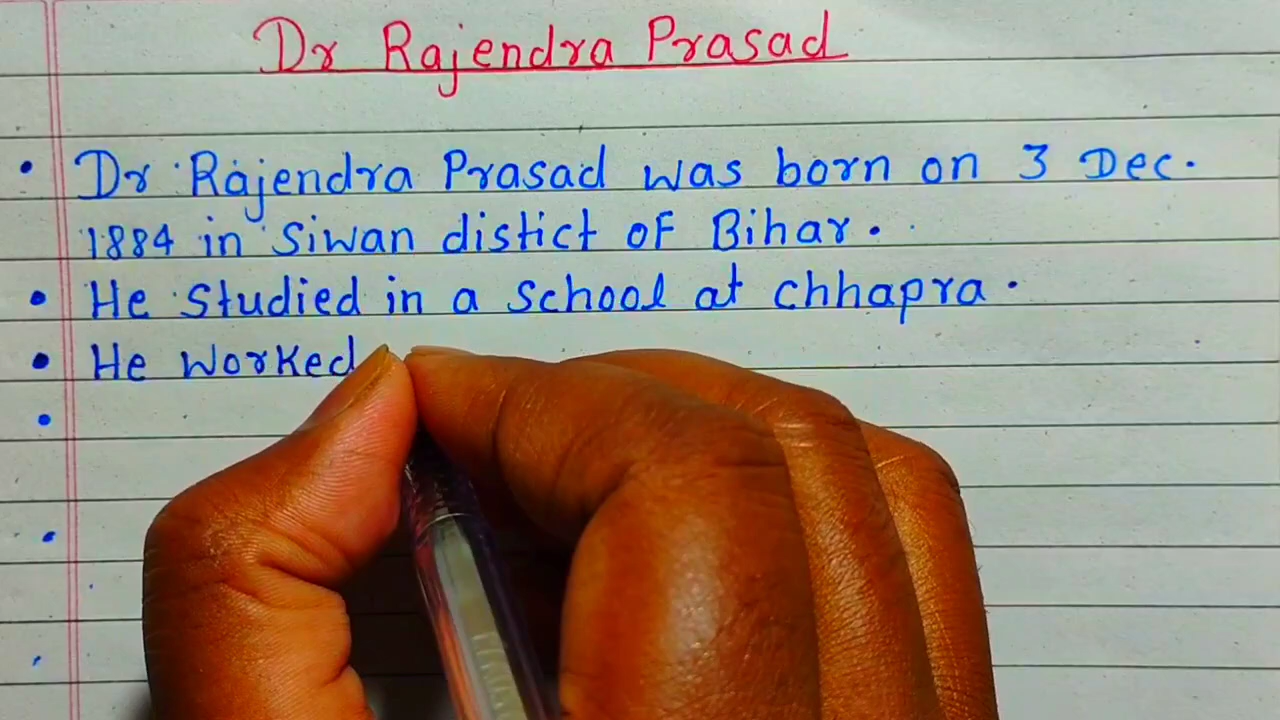 Dr Rajendra Prasad
• Dr Rajendra Prasad was born on 3 Dec.
1884 in Siwan distict of Bihar.
• He studied in a school at chhapra.
• He worked